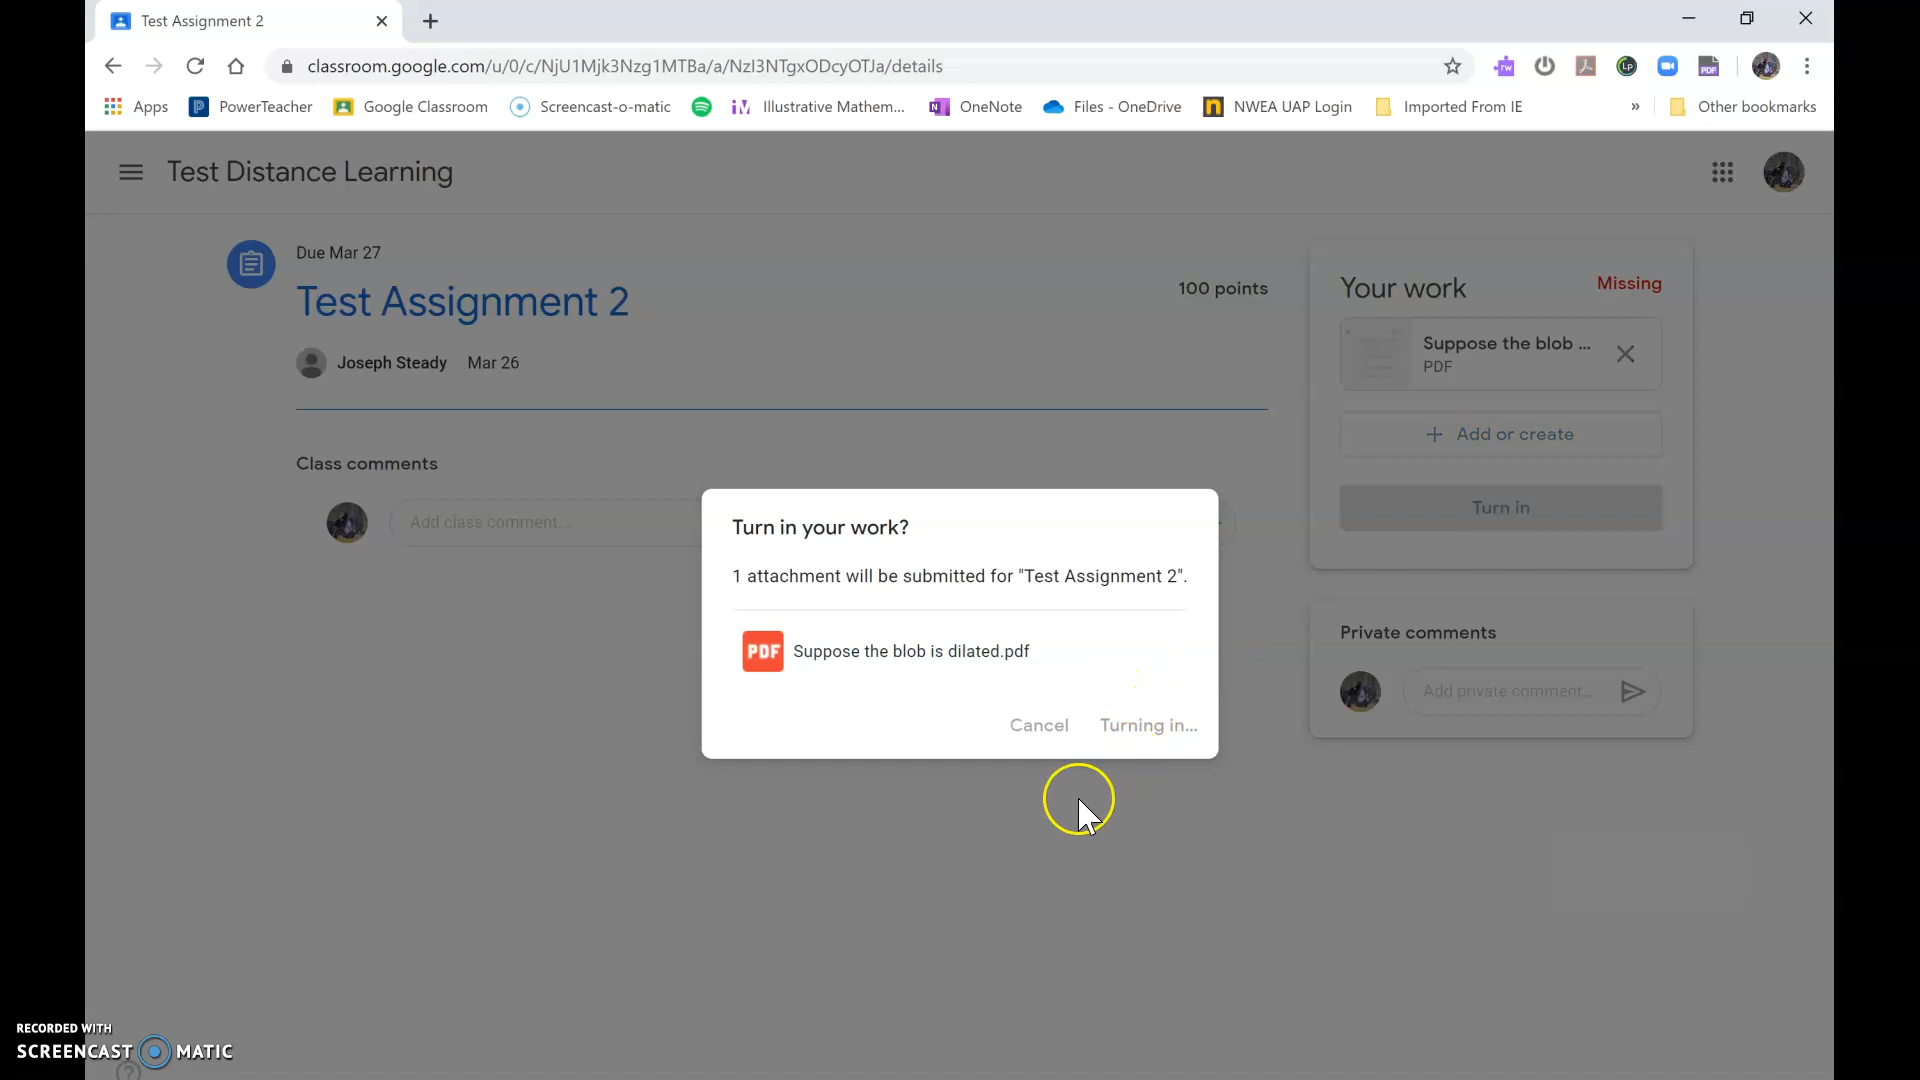 Test Assignment 2
classroom.google.com/u/0/c/NjU1Mjk3Nzg1MTBa/a/NzI3NTgxODcyOTJa/details
Apps PowerTeacher Google Classroom Screencast-o-matic Illustrative Mathem... OneNote Files - OneDrive NWEA UAP Login Imported From IE » Other bookmarks
Test Distance Learning
Due Mar 27
Test Assignment 2
100 points
Joseph Steady Mar 26
Class comments
Add class comment...
Your work Missing
Suppose the blob ...
PDF
+ Add or create
Turn in
Private comments
Add private comment...
Turn in your work?
1 attachment will be submitted for "Test Assignment 2".
PDF Suppose the blob is dilated.pdf
Cancel Turning in...
RECORDED WITH
SCREENCAST MATIC